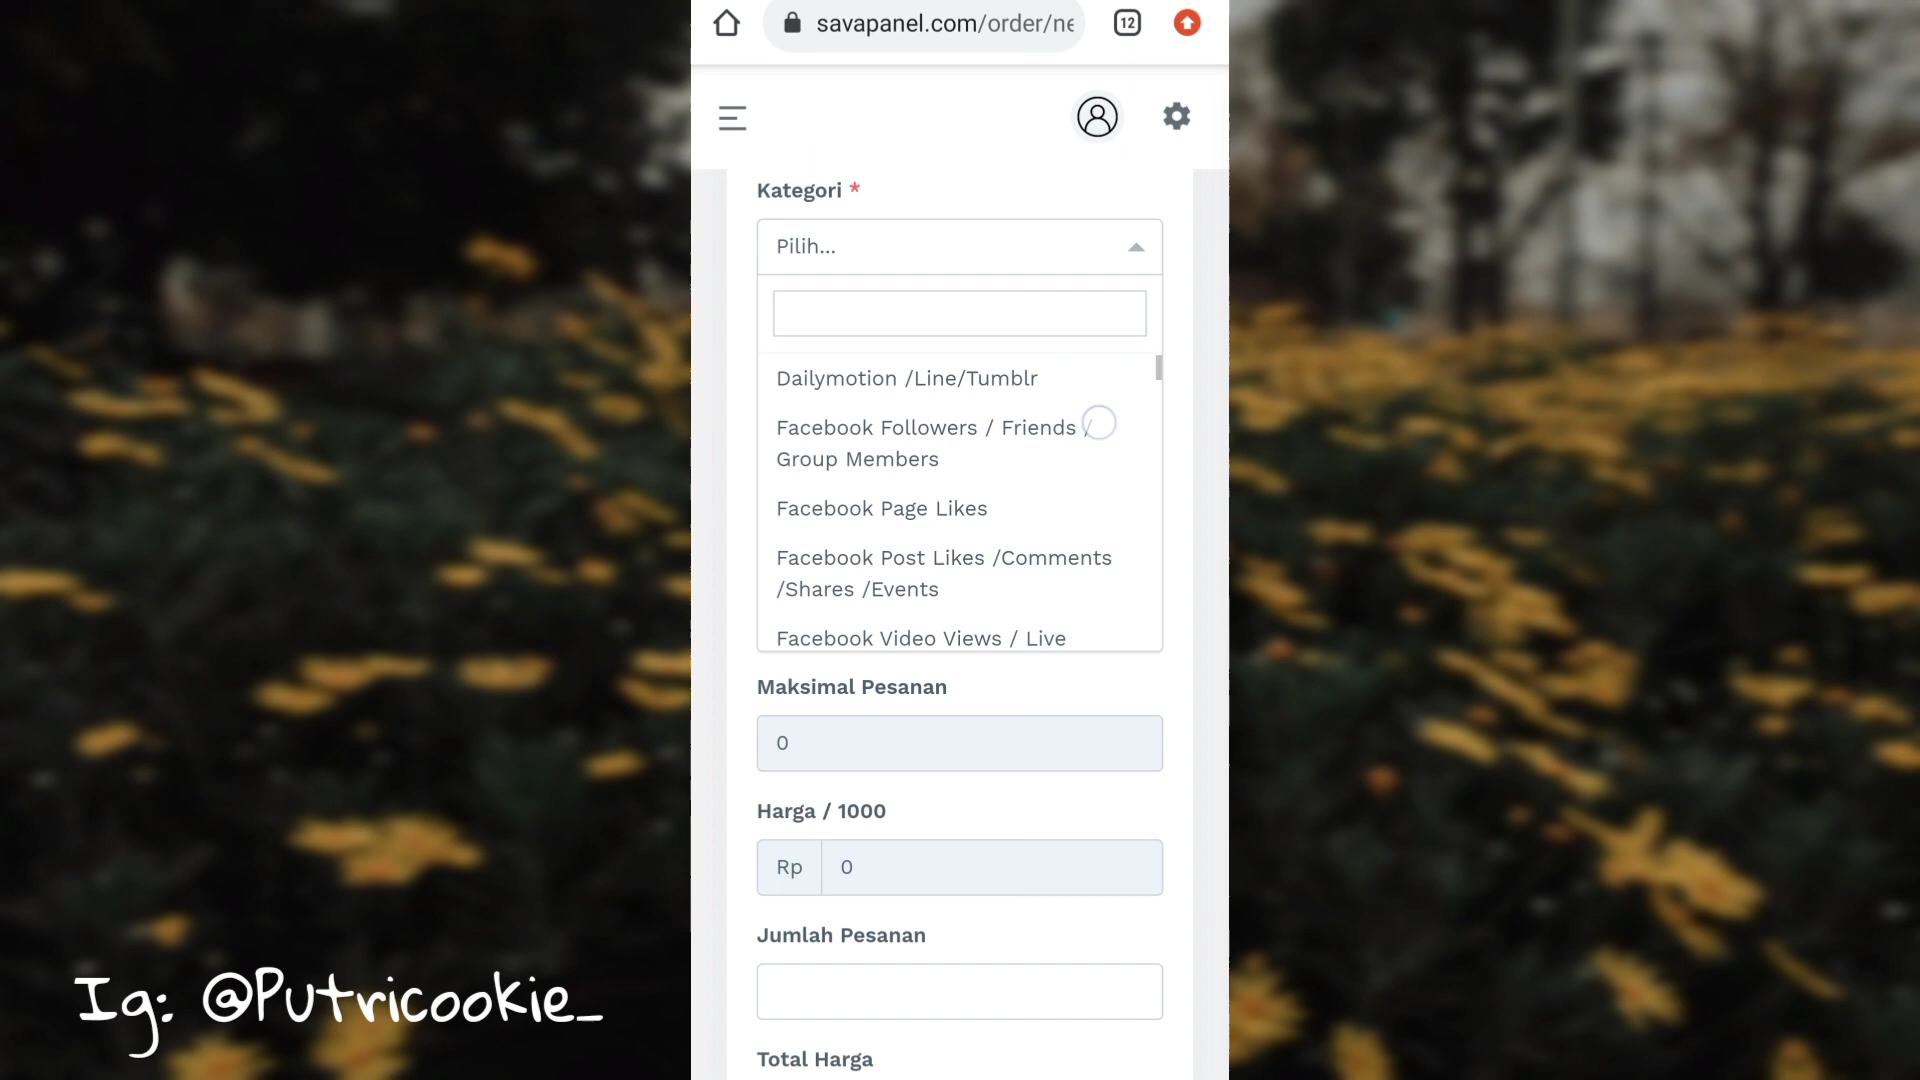 savapanel.com/order/ne
12
Kategori *
Pilih...
Dailymotion /Line/Tumblr
Facebook Followers / Friends /
Group Members
Facebook Page Likes
Facebook Post Likes /Comments
/Shares /Events
Facebook Video Views / Live
Maksimal Pesanan
0
Harga / 1000
Rp 0
Jumlah Pesanan
Total Harga
Ig: @Putricookie_